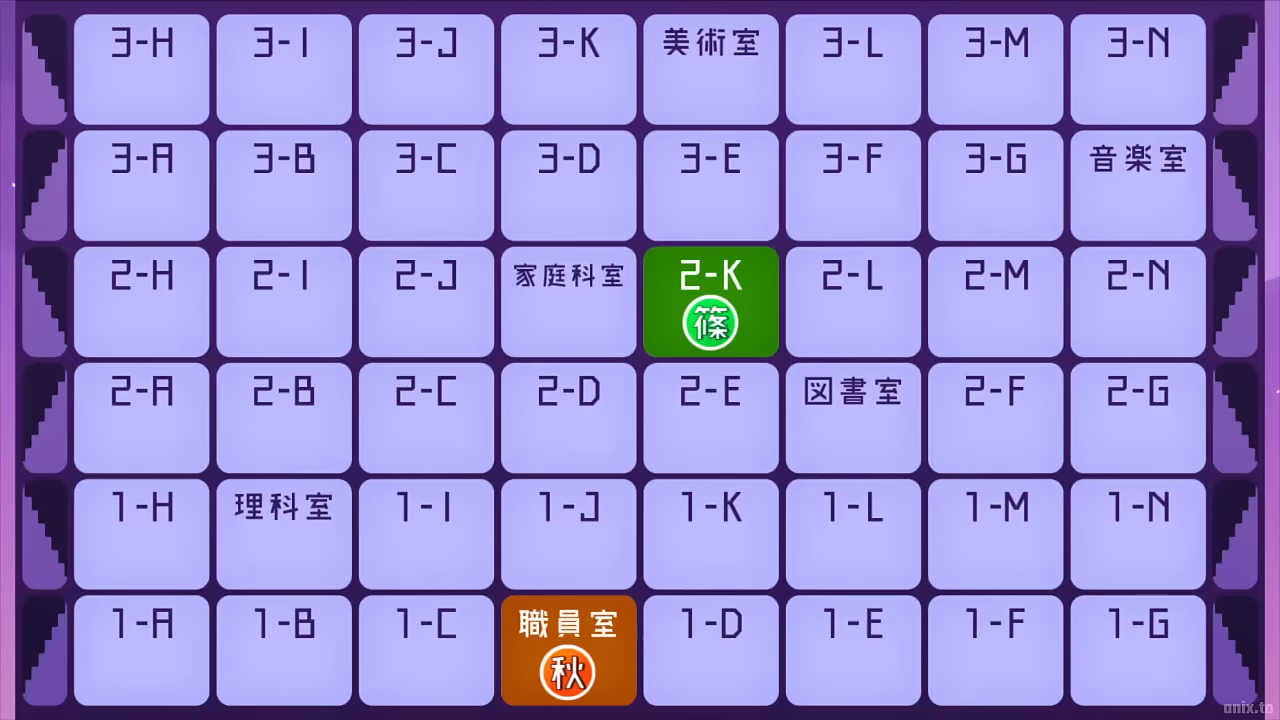 3-H 3-I 3-J 3-K 美術室 3-L 3-M 3-N
3-A 3-B 3-C 3-D 3-E 3-F 3-G 音楽室
2-H 2-I 2-J 家庭科室 2-K 2-L 2-M 2-N
篠
2-A 2-B 2-C 2-D 2-E 図書室 2-F 2-G
1-H 理科室 1-I 1-J 1-K 1-L 1-M 1-N
1-A 1-B 1-C 職員室 1-D 1-E 1-F 1-G
秋
anix.to